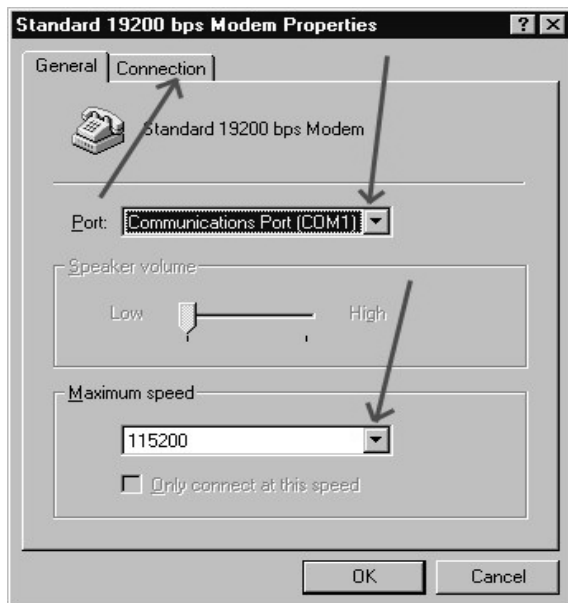 Standard 19200 bps Modem Properties
General Connection
Standard 19200 bps Modem
Port: Communications Port (COM1)
Speaker volume
Low High
Maximum speed
115200
Only connect at this speed
OK Cancel